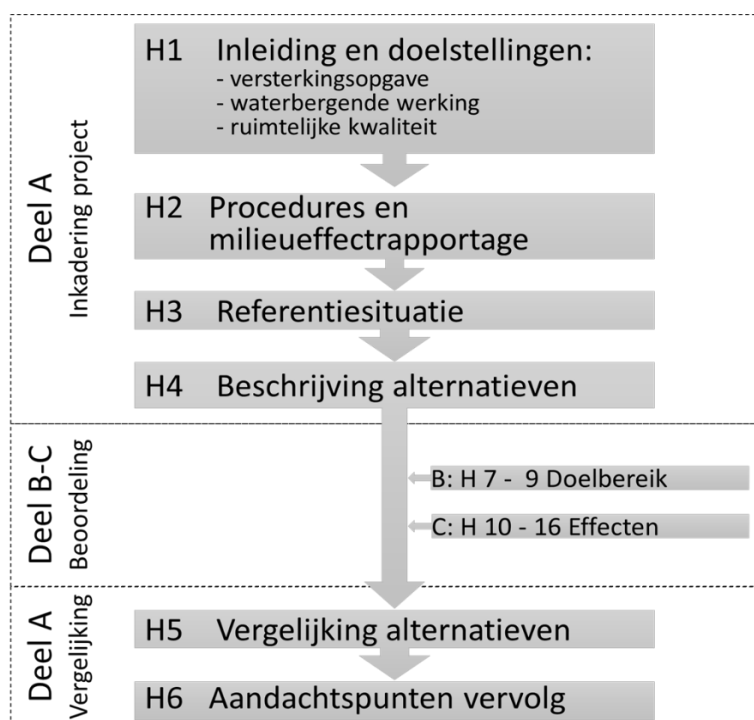 Deel A
Inkadering project
H1 Inleiding en doelstellingen:
- versterkingsopgave
- waterbergende werking
- ruimtelijke kwaliteit
H2 Procedures en
milieueffectrapportage
H3 Referentiesituatie
H4 Beschrijving alternatieven
Deel B-C
Beoordeling
B: H 7 - 9 Doelbereik
C: H 10 - 16 Effecten
Deel A
Vergelijking
H5 Vergelijking alternatieven
H6 Aandachtspunten vervolg